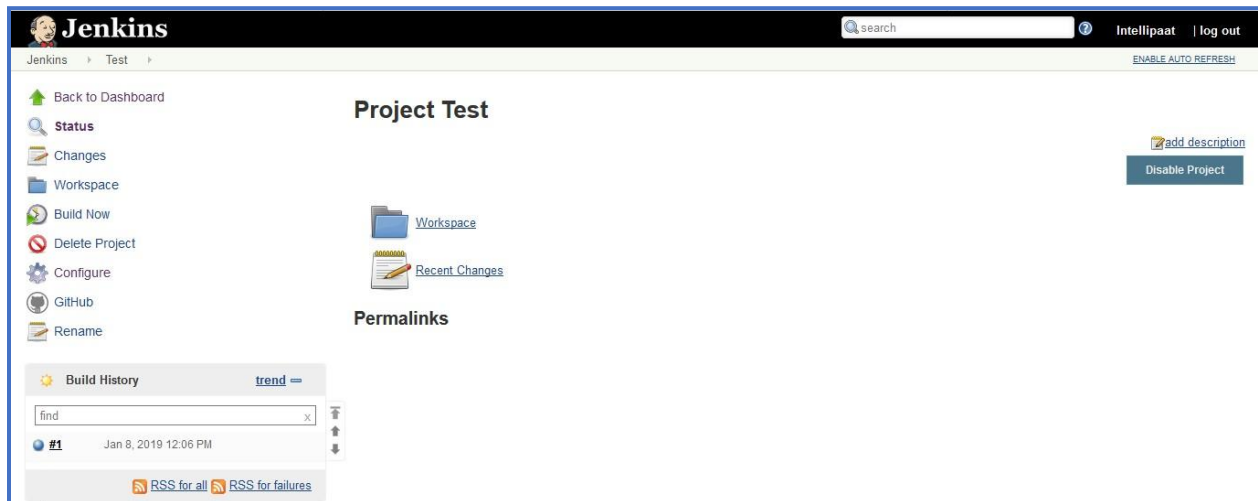 Jenkins
search
Intellipaat | log out
Jenkins Test
ENABLE AUTO REFRESH
Back to Dashboard
Status
Changes
Workspace
Build Now
Delete Project
Configure
GitHub
Rename
Project Test
add description
Disable Project
Workspace
Recent Changes
Permalinks
Build History trend
find x
#1 Jan 8, 2019 12:06 PM
RSS for all RSS for failures